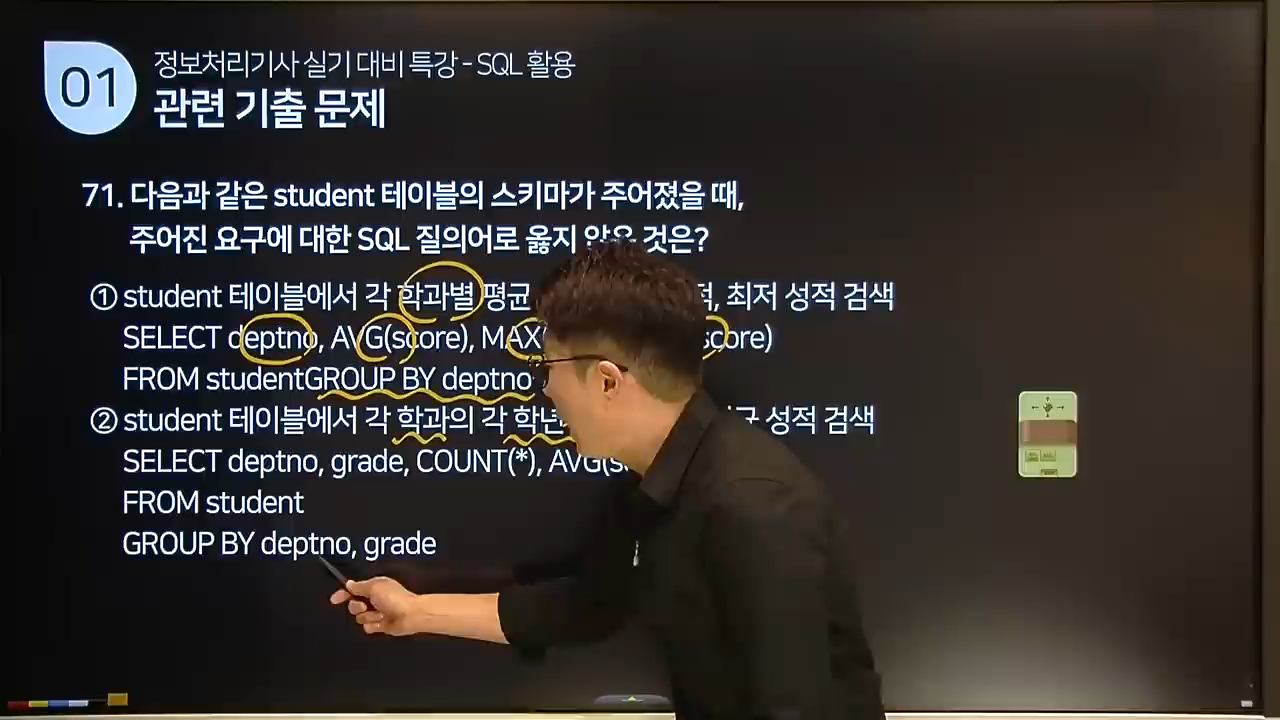 01
정보처리기사 실기 대비 특강 - SQL 활용
관련 기출 문제
71. 다음과 같은 student 테이블의 스키마가 주어졌을 때,
주어진 요구에 대한 SQL 질의어로 옳지 않은 것은?
① student 테이블에서 각 학과별 평균 최저 성적 검색
SELECT deptno, AVG(score), MAX( score)
FROM studentGROUP BY deptno
② student 테이블에서 각 학과의 각 성적 검색
SELECT deptno, grade, COUNT(*),
FROM student
GROUP BY deptno, grade